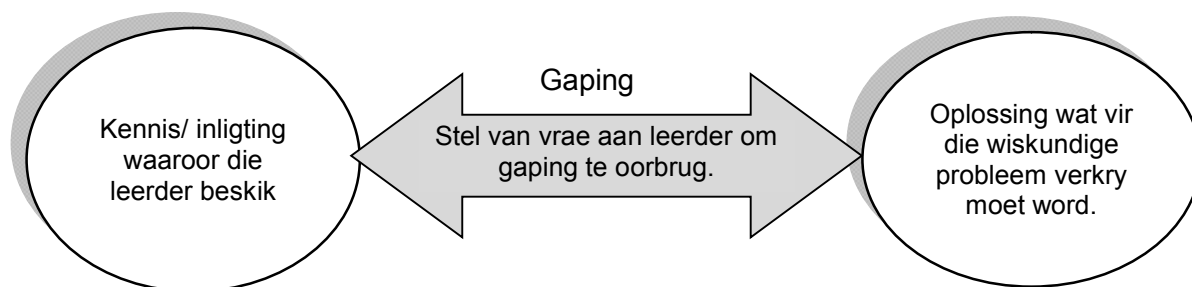 Kennis/ inligting
waaroor die
leerder beskik
Gaping
Stel van vrae aan leerder om
gaping te oorbrug.
Oplossing wat vir
die wiskundige
probleem verkry
moet word.